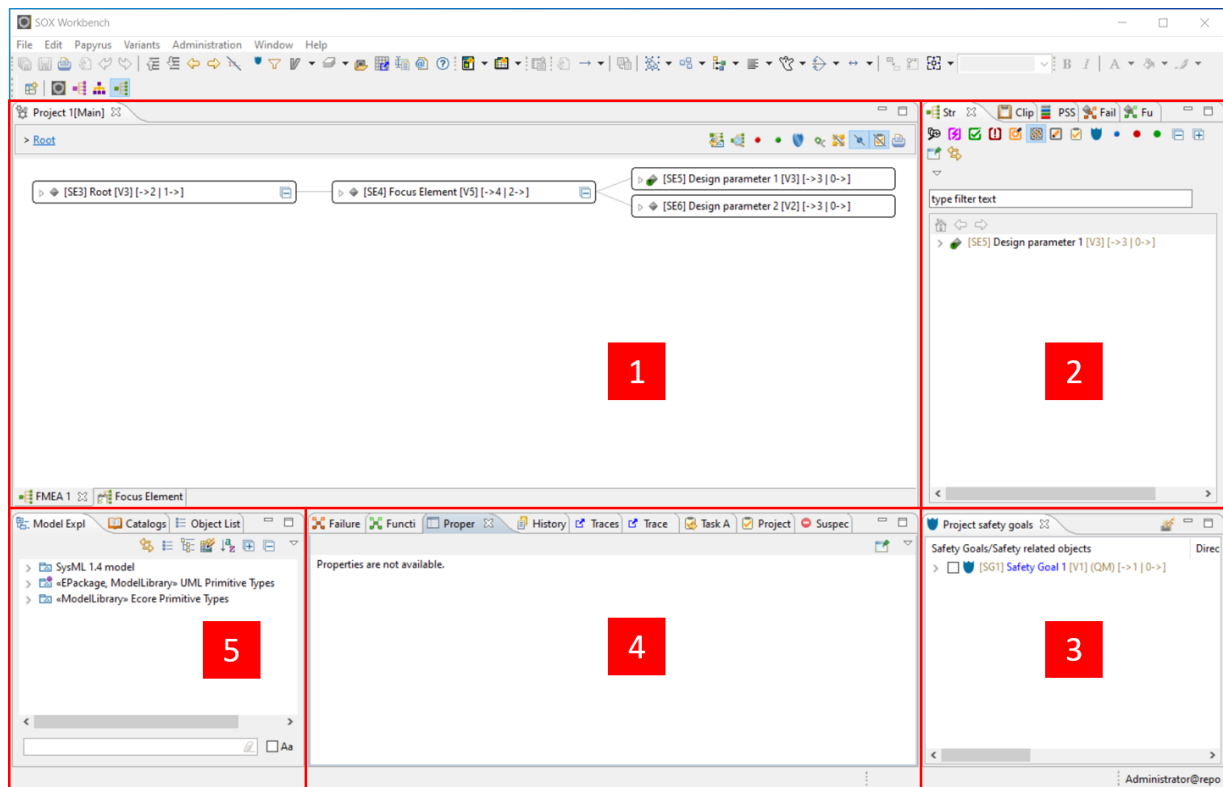 SOX Workbench
File Edit Papyrus Variants Administration Window Help
B I A
Project 1[Main]
> Root
[SE3] Root [V3] [->2 | 1->]
[SE4] Focus Element [V5] [->4 | 2->]
[SE5] Design parameter 1 [V3] [->3 | 0->]
[SE6] Design parameter 2 [V2] [->3 | 0->]
1
FMEA 1 Focus Element
Str Clip PSS Fail Fu
type filter text
[SE5] Design parameter 1 [V3] [->3 | 0->]
2
Model Expl Catalogs Object List
SysML 1.4 model
«EPackage, ModelLibrary» UML Primitive Types
«ModelLibrary» Ecore Primitive Types
5
Aa
Failure Functi Proper History Traces Trace Task A Project Suspec
Properties are not available.
4
Project safety goals
Safety Goals/Safety related objects Direc
[SG1] Safety Goal 1 [V1] (QM) [->1 | 0->]
3
Administrator@repo